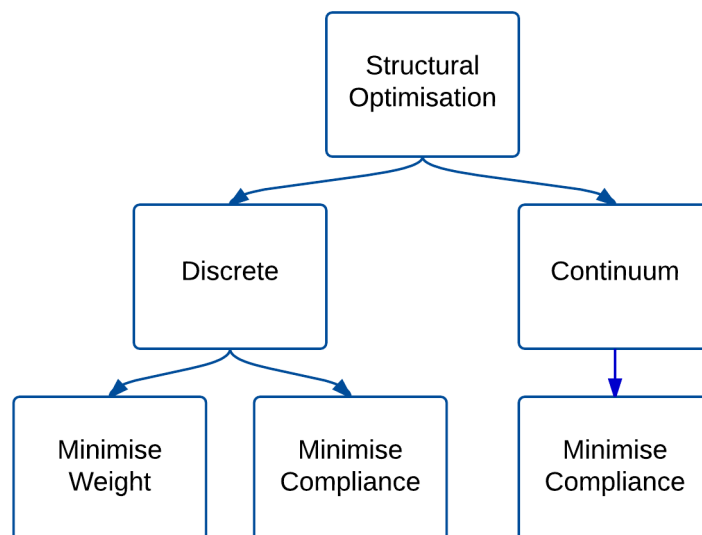 Structural
Optimisation
Discrete
Continuum
Minimise
Weight
Minimise
Compliance
Minimise
Compliance